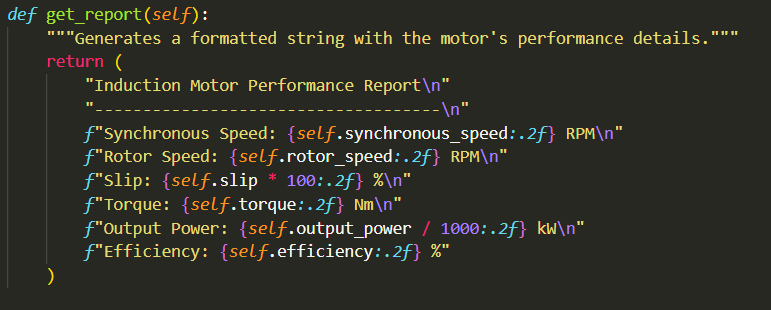 def get_report(self):
    """Generates a formatted string with the motor's performance details."""
    return (
        "Induction Motor Performance Report\n"
        "------------------------------------\n"
        f"Synchronous Speed: {self.synchronous_speed:.2f} RPM\n"
        f"Rotor Speed: {self.rotor_speed:.2f} RPM\n"
        f"Slip: {self.slip * 100:.2f} %\n"
        f"Torque: {self.torque:.2f} Nm\n"
        f"Output Power: {self.output_power / 1000:.2f} kW\n"
        f"Efficiency: {self.efficiency:.2f} %"
    )